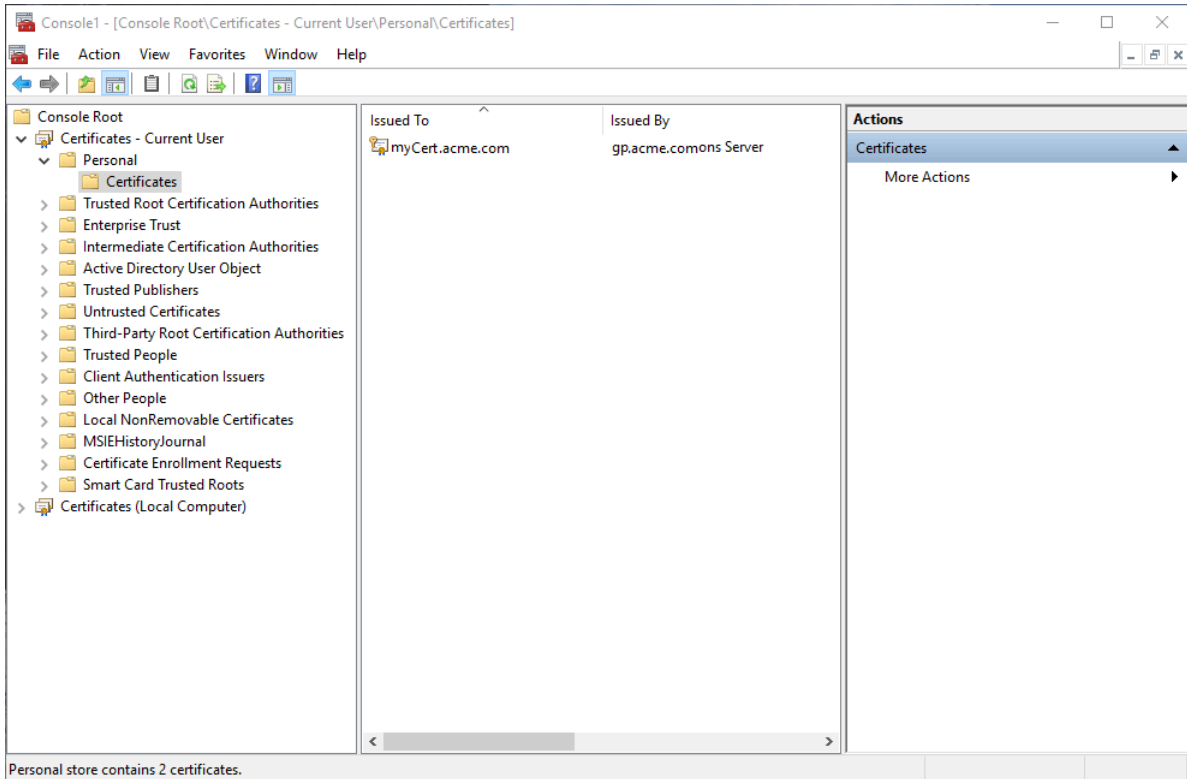 Console1 - [Console Root\Certificates - Current User\Personal\Certificates]
File Action View Favorites Window Help
Console Root
Certificates - Current User
Personal
Certificates
Trusted Root Certification Authorities
Enterprise Trust
Intermediate Certification Authorities
Active Directory User Object
Trusted Publishers
Untrusted Certificates
Third-Party Root Certification Authorities
Trusted People
Client Authentication Issuers
Other People
Local NonRemovable Certificates
MSIEHistoryJournal
Certificate Enrollment Requests
Smart Card Trusted Roots
Certificates (Local Computer)
Issued To Issued By
myCert.acme.com gp.acme.comons Server
Actions
Certificates
More Actions
Personal store contains 2 certificates.